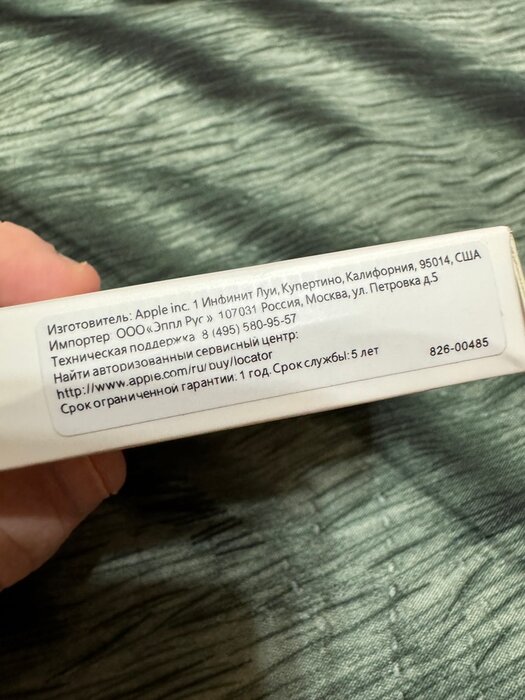 Изготовитель: Apple inc. 1 Инфинит Луи, Купертино, Калифорния, 95014, США
Импортер ООО «Эппл Рус » 107031 Россия, Москва, ул. Петровка д.5
Техническая поддержка 8 (495) 580-95-57
Найти авторизованный сервисный центр:
http://www.apple.com/ru/buy/locator
Срок ограниченной гарантии. 1 год. Срок службы: 5 лет
826-00485